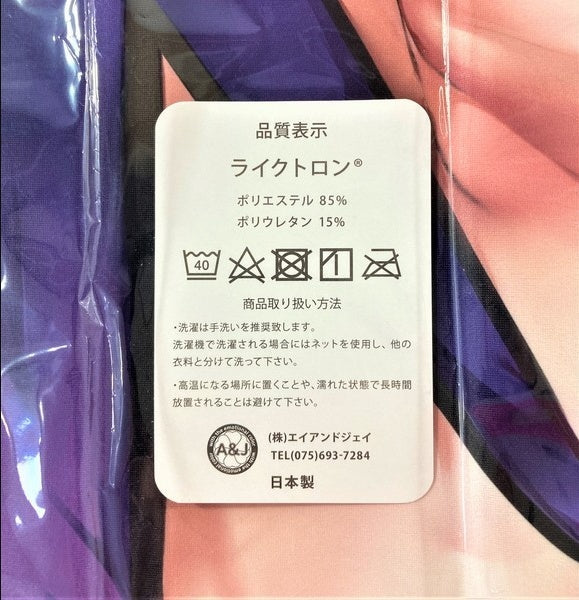 品質表示
ライクトロン®
ポリエステル 85%
ポリウレタン 15%
40
商品取り扱い方法
・洗濯は手洗いを推奨致します。
洗濯機で洗濯される場合にはネットを使用し、他の
衣料と分けて洗って下さい。
・高温になる場所に置くことや、濡れた状態で長時間
放置されることは避けて下さい。
A&J
(株)エイアンドジェイ
TEL(075)693-7284
日本製